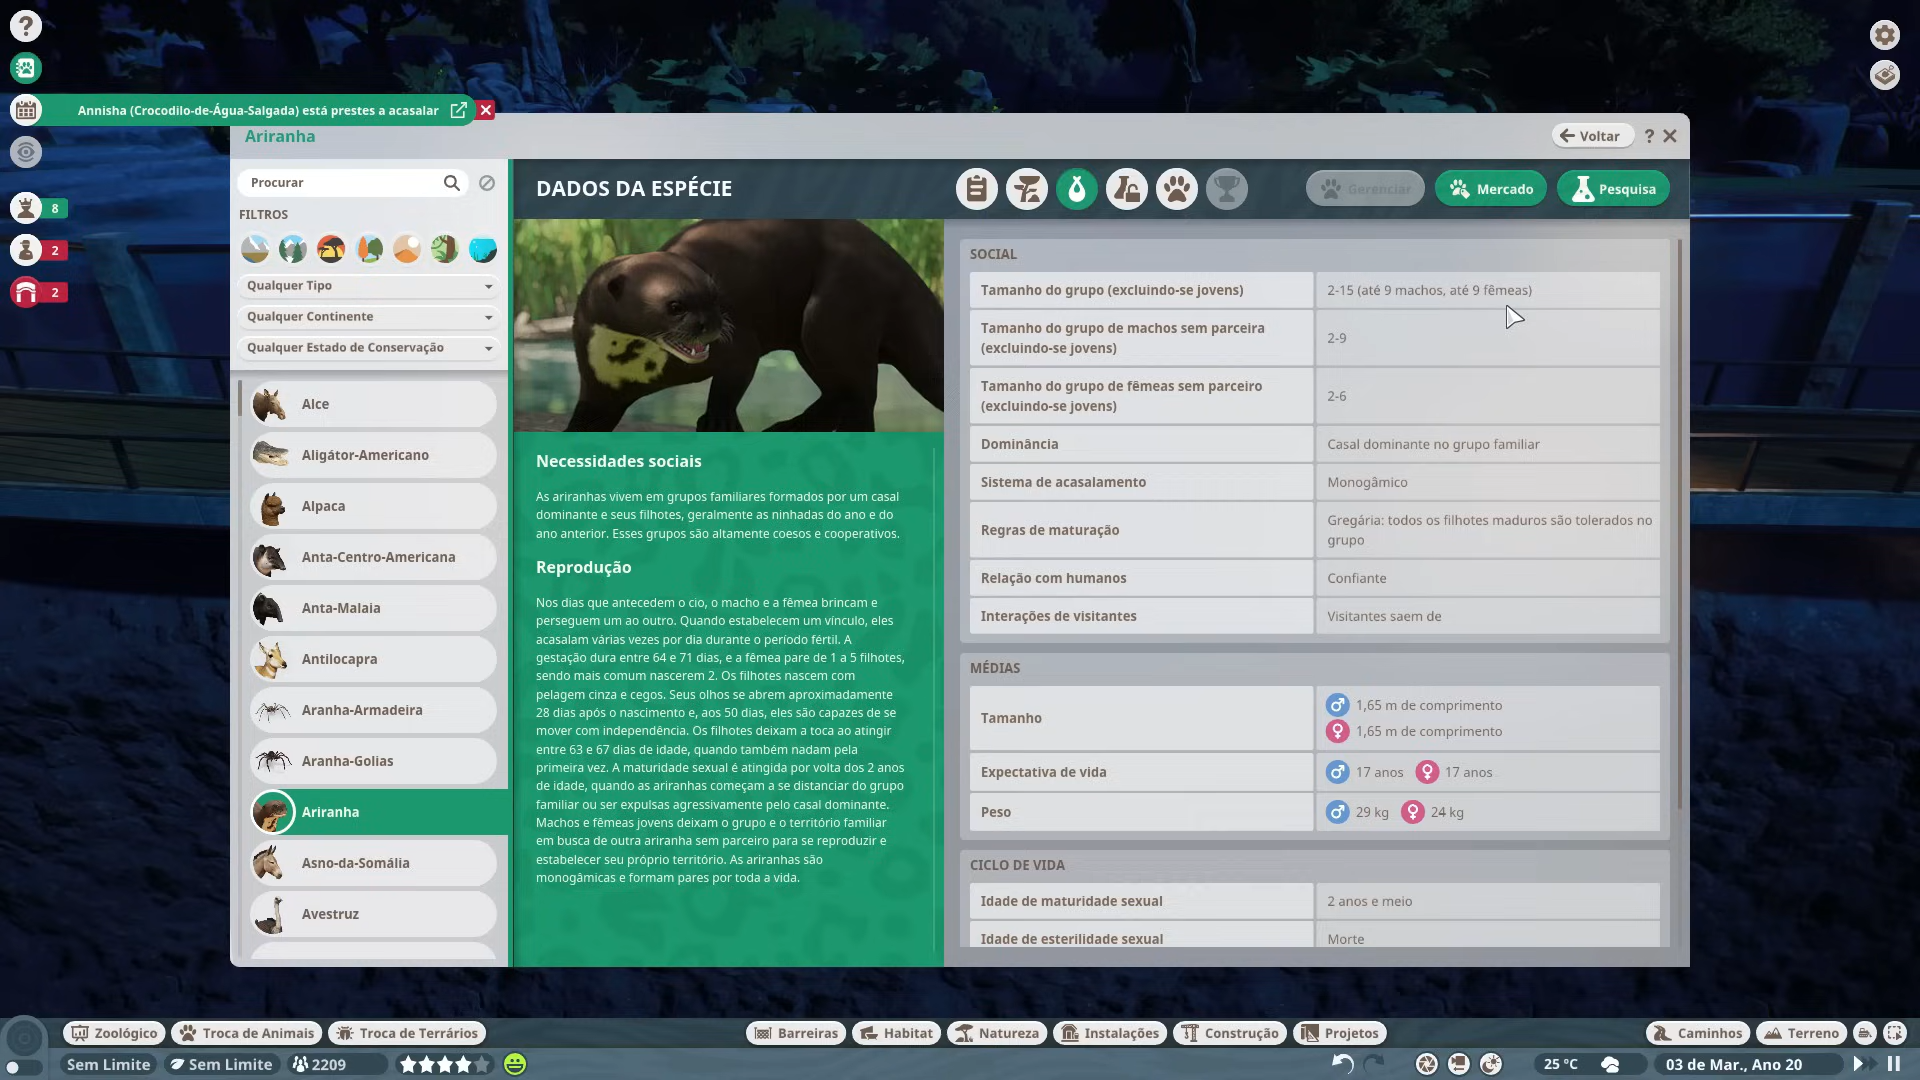 ?
Annisha (Crocodilo-de-Água-Salgada) está prestes a acasalar
8
2
2
Ariranha
Voltar
?
Procurar
FILTROS
Qualquer Tipo
Qualquer Continente
Qualquer Estado de Conservação
Alce
Aligátor-Americano
Alpaca
Anta-Centro-Americana
Anta-Malaia
Antilocapra
Aranha-Armadeira
Aranha-Golias
Ariranha
Asno-da-Somália
Avestruz
DADOS DA ESPÉCIE
Gerenciar
Mercado
Pesquisa
Necessidades sociais
As ariranhas vivem em grupos familiares formados por um casal
dominante e seus filhotes, geralmente as ninhadas do ano e do
ano anterior. Esses grupos são altamente coesos e cooperativos.
Reprodução
Nos dias que antecedem o cio, o macho e a fêmea brincam e
perseguem um ao outro. Quando estabelecem um vínculo, eles
acasalam várias vezes por dia durante o período fértil. A
gestação dura entre 64 e 71 dias, e a fêmea pare de 1 a 5 filhotes,
sendo mais comum nascerem 2. Os filhotes nascem com
pelagem cinza e cegos. Seus olhos se abrem aproximadamente
28 dias após o nascimento e, aos 50 dias, eles são capazes de se
mover com independência. Os filhotes deixam a toca ao atingir
entre 63 e 67 dias de idade, quando também nadam pela
primeira vez. A maturidade sexual é atingida por volta dos 2 anos
de idade, quando as ariranhas começam a se distanciar do grupo
familiar ou ser expulsas agressivamente pelo casal dominante.
Machos e fêmeas jovens deixam o grupo e o território familiar
em busca de outra ariranha sem parceiro para se reproduzir e
estabelecer seu próprio território. As ariranhas são
monogâmicas e formam pares por toda a vida.
SOCIAL
Tamanho do grupo (excluindo-se jovens)
2-15 (até 9 machos, até 9 fêmeas)
Tamanho do grupo de machos sem parceira
(excluindo-se jovens)
2-9
Tamanho do grupo de fêmeas sem parceiro
(excluindo-se jovens)
2-6
Dominância
Casal dominante no grupo familiar
Sistema de acasalamento
Monogâmico
Regras de maturação
Gregária: todos os filhotes maduros são tolerados no
grupo
Relação com humanos
Confiante
Interações de visitantes
Visitantes saem de
MÉDIAS
Tamanho
1,65 m de comprimento
1,65 m de comprimento
Expectativa de vida
17 anos 17 anos
Peso
29 kg 24 kg
CICLO DE VIDA
Idade de maturidade sexual
2 anos e meio
Idade de esterilidade sexual
Morte
Zoológico
Troca de Animais
Troca de Terrários
Barreiras
Habitat
Natureza
Instalações
Construção
Projetos
Caminhos
Terreno
Sem Limite
Sem Limite
2209
25 °C
03 de Mar., Ano 20